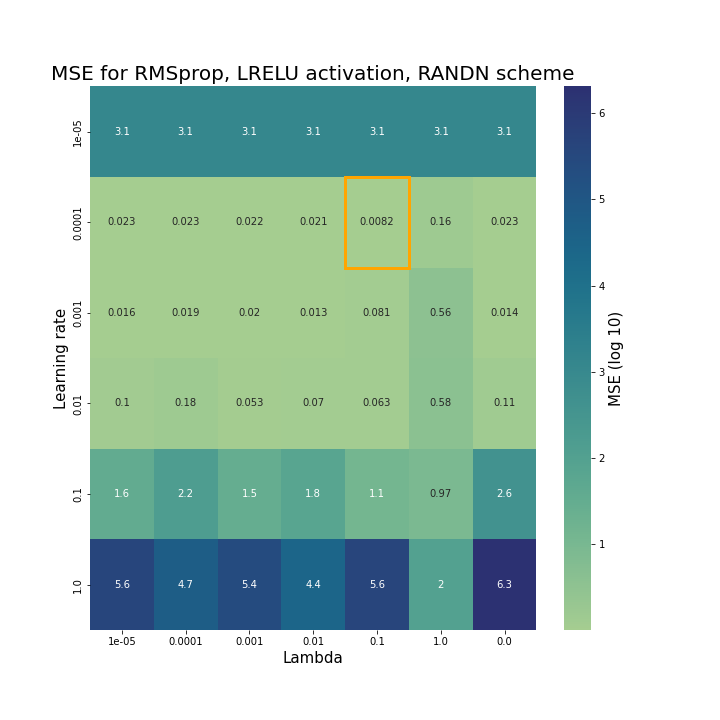 MSE for RMSprop, LRELU activation, RANDN scheme
1e-05 3.1 3.1 3.1 3.1 3.1 3.1 3.1
0.0001 0.023 0.023 0.022 0.021 0.0082 0.16 0.023
0.001 0.016 0.019 0.02 0.013 0.081 0.56 0.014
0.01 0.1 0.18 0.053 0.07 0.063 0.58 0.11
0.1 1.6 2.2 1.5 1.8 1.1 0.97 2.6
1.0 5.6 4.7 5.4 4.4 5.6 2 6.3
1e-05 0.0001 0.001 0.01 0.1 1.0 0.0
Lambda
Learning rate
6
5
4
3
2
1
MSE (log 10)